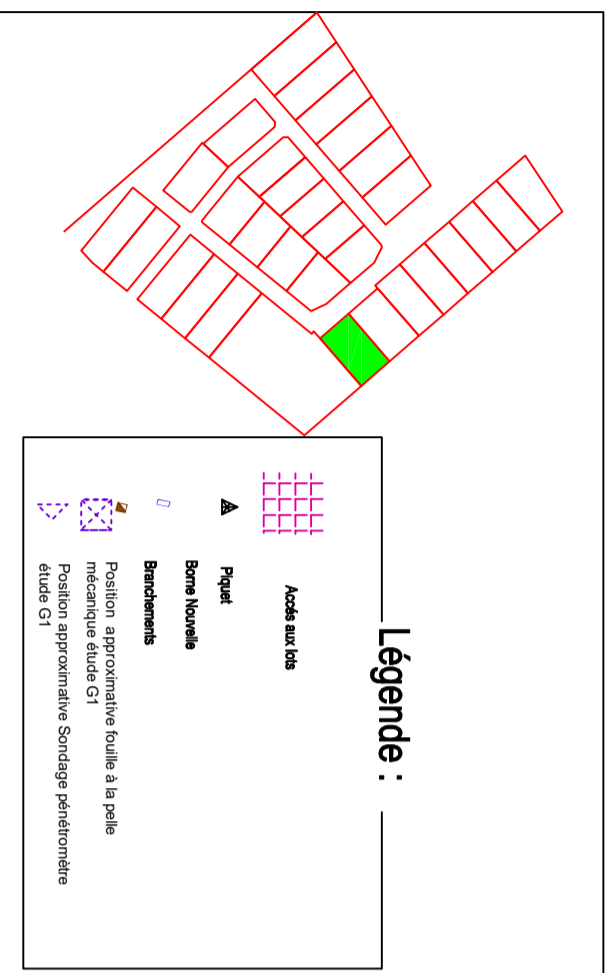 Légende :
Accés aux lots
Piquet
Borne Nouvelle
Branchements
Position approximative fouille à la pelle
mécanique étude G1
Position approximative Sondage pénétromètre
étude G1